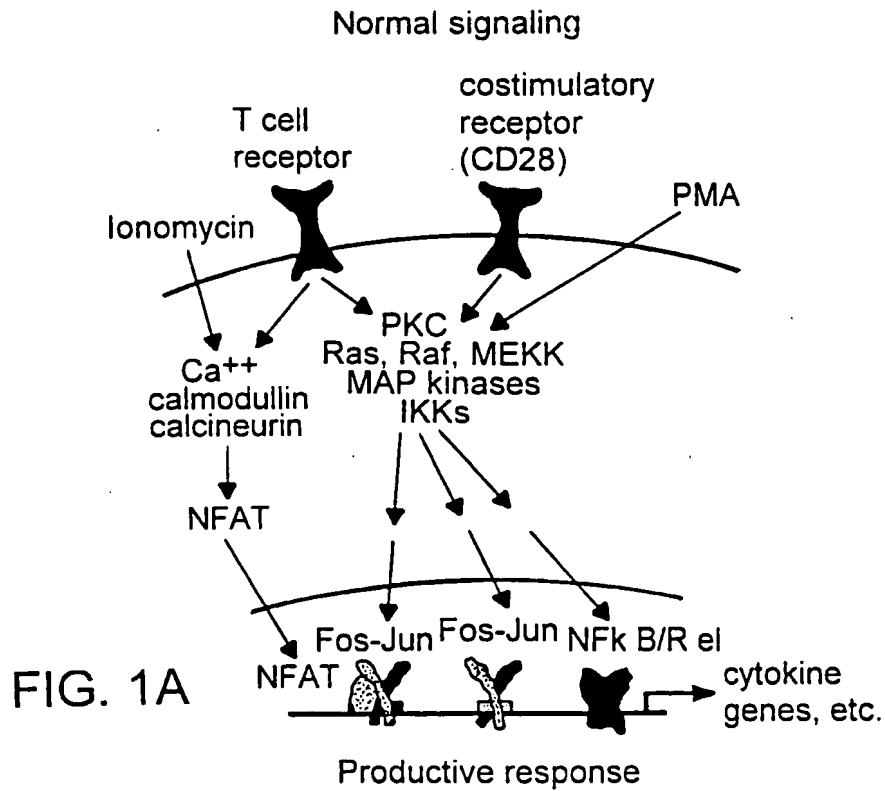 Normal signaling
T cell
receptor
costimulatory
receptor
(CD28)
PMA
Ionomycin
PKC
Ras, Raf, MEKK
MAP kinases
IKKs
Ca++
calmodullin
calcineurin
NFAT
Fos-Jun
Fos-Jun
NFk B/R el
NFAT
cytokine
genes, etc.
FIG. 1A
Productive response